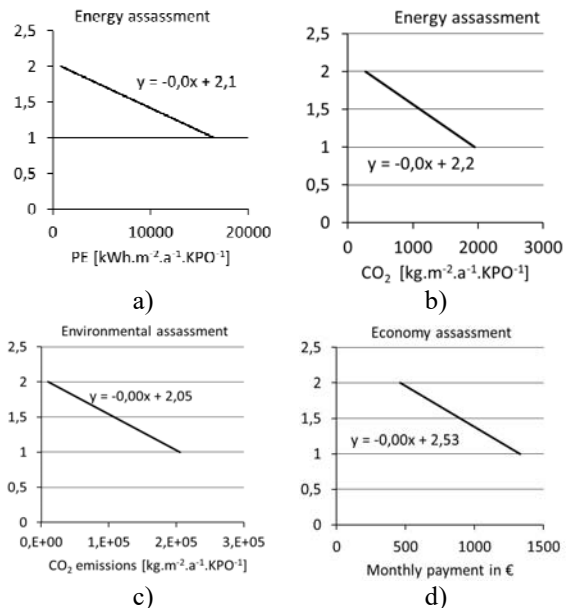 Energy assassment
2,5
2
1,5
1
0,5
0
y = -0,0x + 2,1
0
10000
20000
PE [kWh.m⁻².a⁻¹.KPO⁻¹]
a)
Energy assassment
2,5
2
1,5
1
0,5
0
y = -0,0x + 2,2
0
1000
2000
3000
CO₂ [kg.m⁻².a⁻¹.KPO⁻¹]
b)
Environmental assassment
2,5
2
1,5
1
0,5
0
y = -0,00x + 2,05
0,E+00
1,E+05
2,E+05
3,E+05
CO₂ emissions [kg.m⁻².a⁻¹.KPO⁻¹]
c)
Economy assassment
2,5
2
1,5
1
0,5
0
y = -0,00x + 2,53
0
500
1000
1500
Monthly payment in €
d)